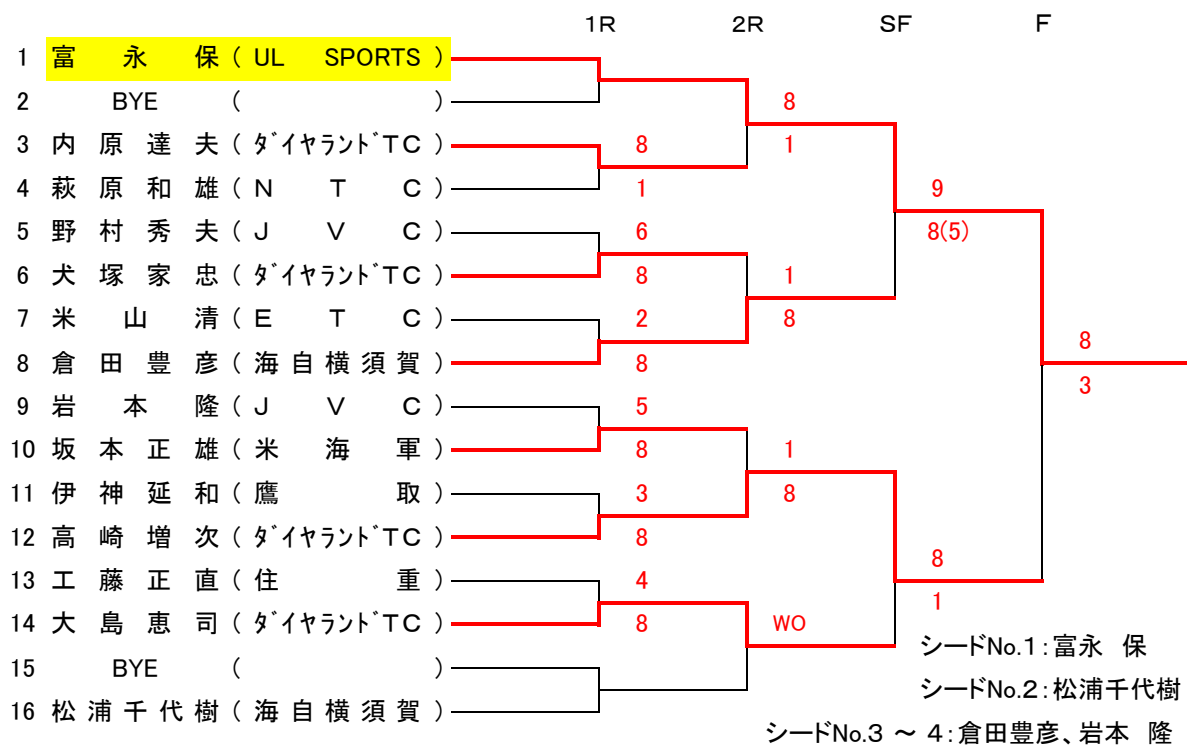 1R 2R SF F
1 富永保 ( UL SPORTS )
2 BYE ( ) 8
3 内原達夫 ( ダイヤランドTC ) 8 1
4 萩原和雄 ( N T C ) 1 9
5 野村秀夫 ( J V C ) 6 8(5)
6 犬塚家忠 ( ダイヤランドTC ) 8 1
7 米山清 ( E T C ) 2 8
8 倉田豊彦 ( 海自横須賀 ) 8 8
9 岩本隆 ( J V C ) 5 3
10 坂本正雄 ( 米海軍 ) 8 1
11 伊神延和 ( 鷹取 ) 3 8
12 高崎増次 ( ダイヤランドTC ) 8 8
13 工藤正直 ( 住重 ) 4 1
14 大島恵司 ( ダイヤランドTC ) 8 WO
シードNo.1：富永 保
15 BYE ( )
シードNo.2：松浦千代樹
16 松浦千代樹 ( 海自横須賀 )
シードNo.3 ～ 4：倉田豊彦、岩本 隆